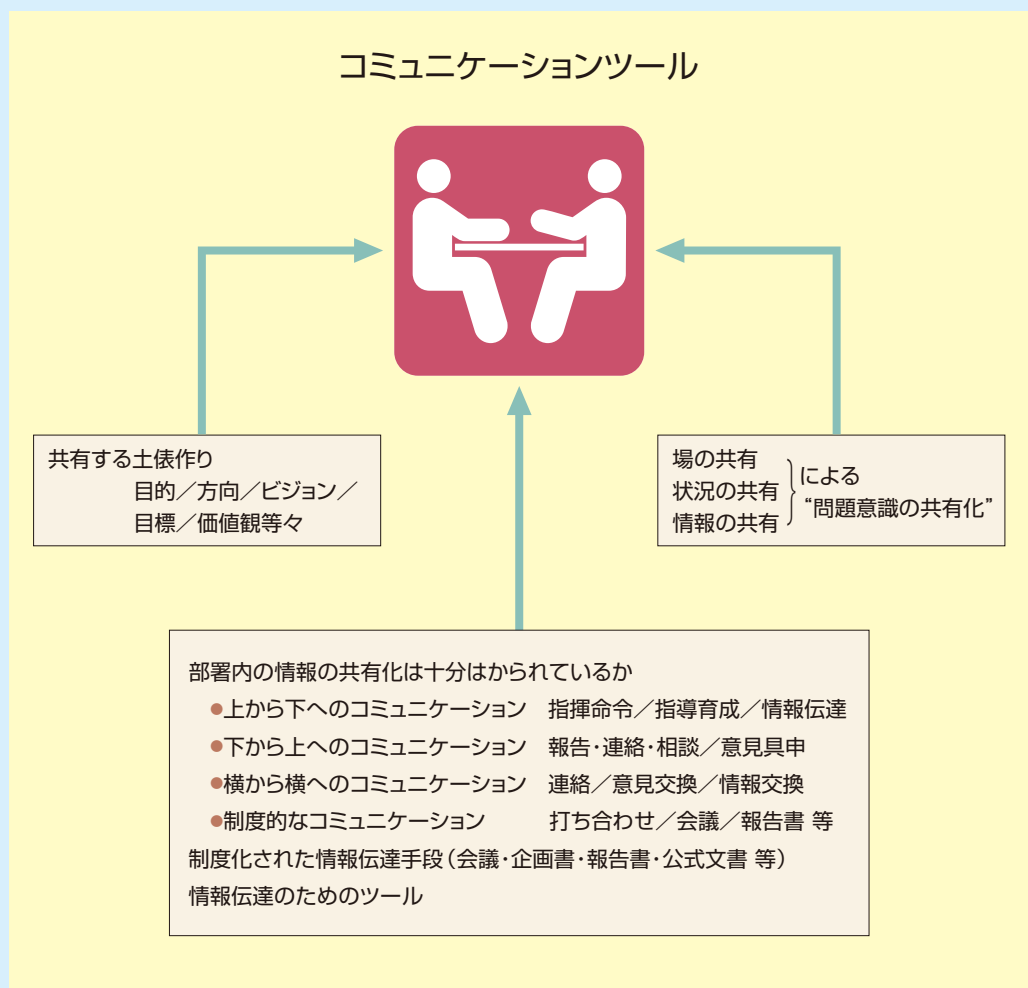 コミュニケーションツール
共有する土俵作り
目的／方向／ビジョン／
目標／価値観等々
場の共有
状況の共有
情報の共有
による
“問題意識の共有化”
部署内の情報の共有化は十分はかられているか
●上から下へのコミュニケーション 指揮命令／指導育成／情報伝達
●下から上へのコミュニケーション 報告・連絡・相談／意見具申
●横から横へのコミュニケーション 連絡／意見交換／情報交換
●制度的なコミュニケーション 打ち合わせ／会議／報告書 等
制度化された情報伝達手段（会議・企画書・報告書・公式文書 等）
情報伝達のためのツール